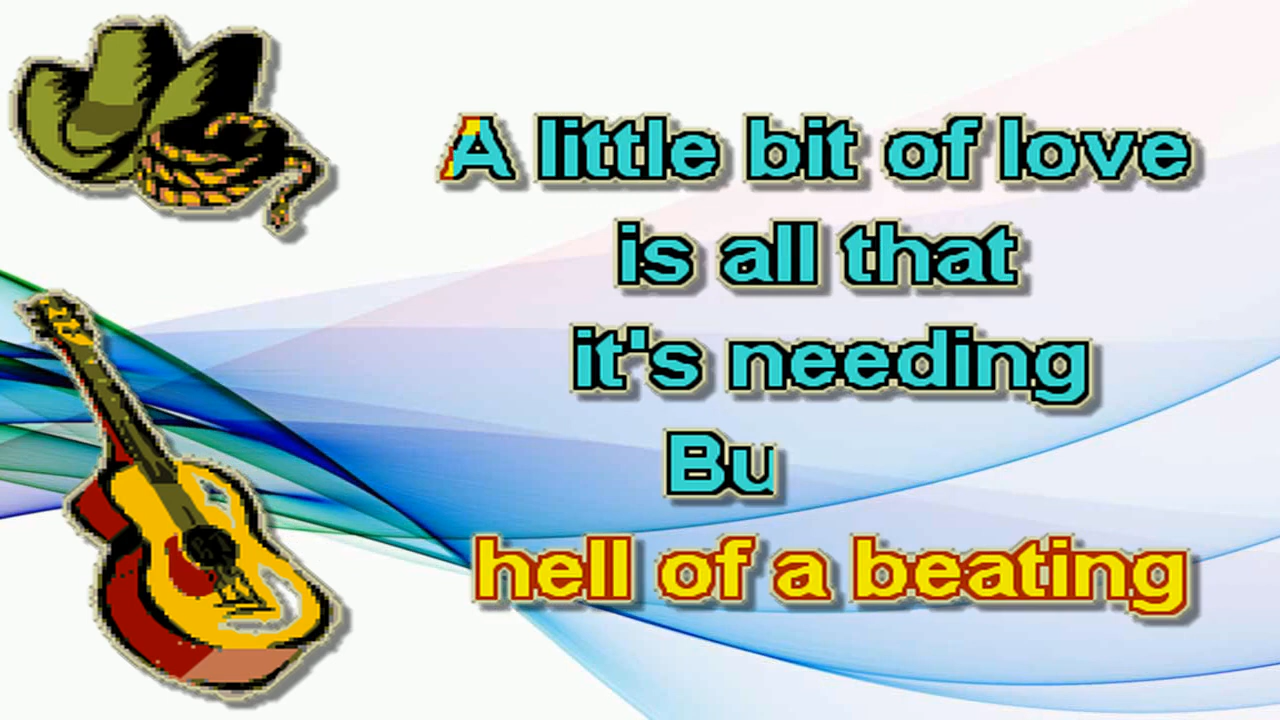 A little bit of love
is all that
it's needing
Bu
hell of a beating